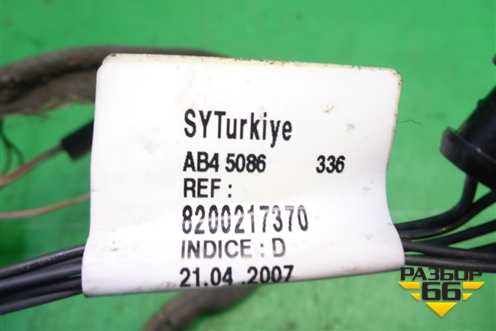 SYTurkiye
AB4 5086 336
REF :
8200217370
INDICE : D
21.04 .2007
РАЗБОР
66